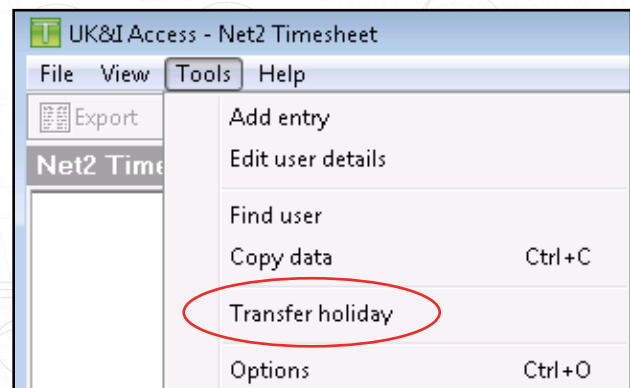 UK&I Access - Net2 Timesheet
File View Tools Help
Export
Add entry
Net2 Time
Edit user details
Find user
Copy data Ctrl+C
Transfer holiday
Options Ctrl+O